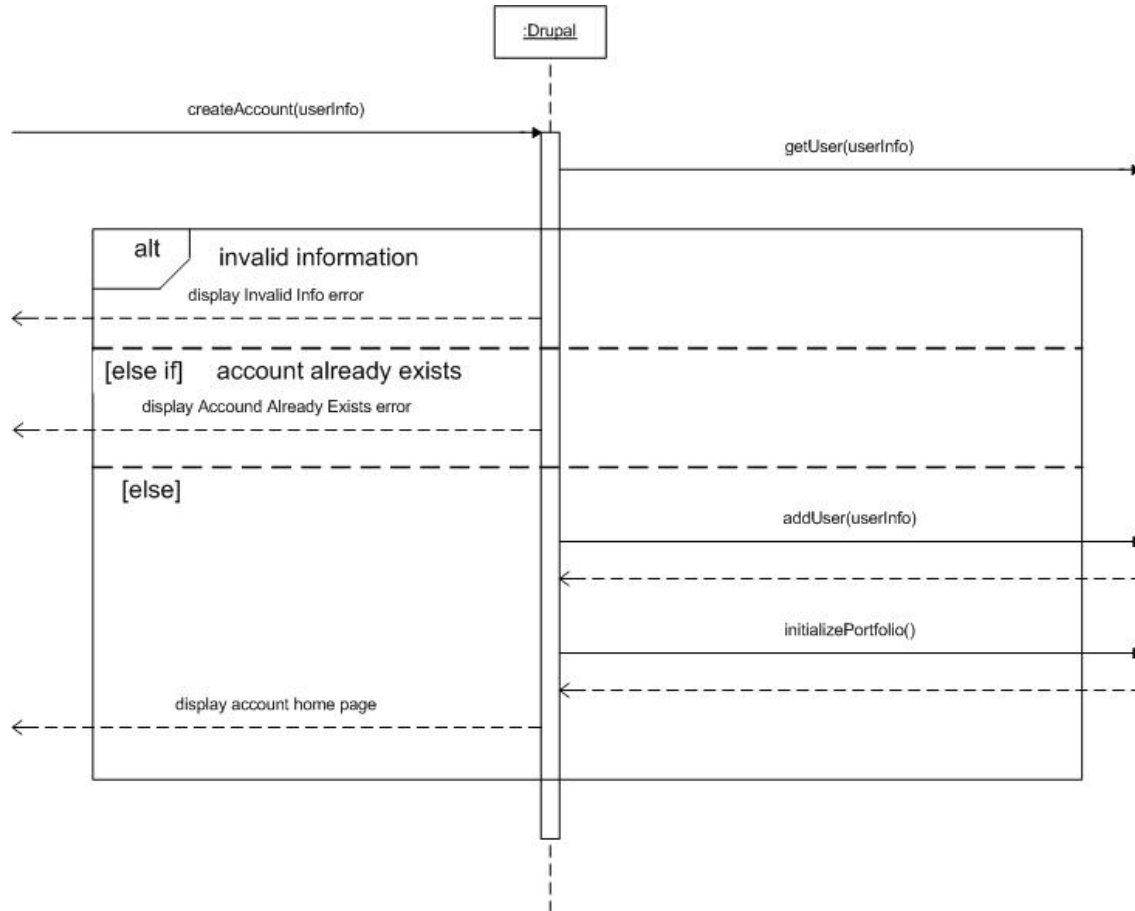 :Drupal
createAccount(userInfo)
getUser(userInfo)
alt
invalid information
display Invalid Info error
[else if] account already exists
display Accound Already Exists error
[else]
addUser(userInfo)
initializePortfolio()
display account home page